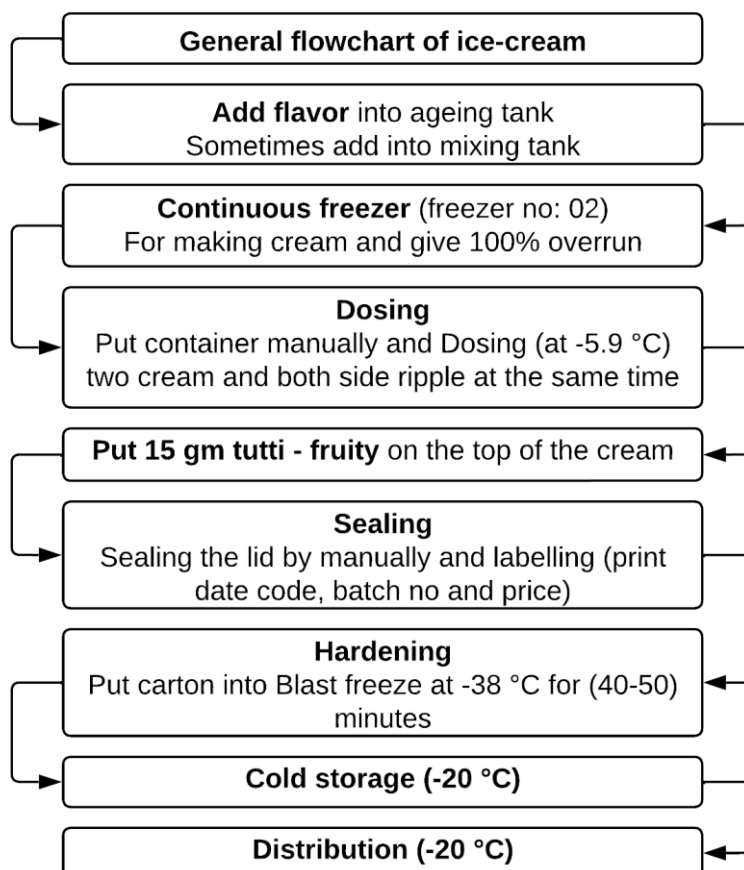 General flowchart of ice-cream
Add flavor into ageing tank
Sometimes add into mixing tank
Continuous freezer (freezer no: 02)
For making cream and give 100% overrun
Dosing
Put container manually and Dosing (at -5.9 °C)
two cream and both side ripple at the same time
Put 15 gm tutti - fruity on the top of the cream
Sealing
Sealing the lid by manually and labelling (print
date code, batch no and price)
Hardening
Put carton into Blast freeze at -38 °C for (40-50)
minutes
Cold storage (-20 °C)
Distribution (-20 °C)